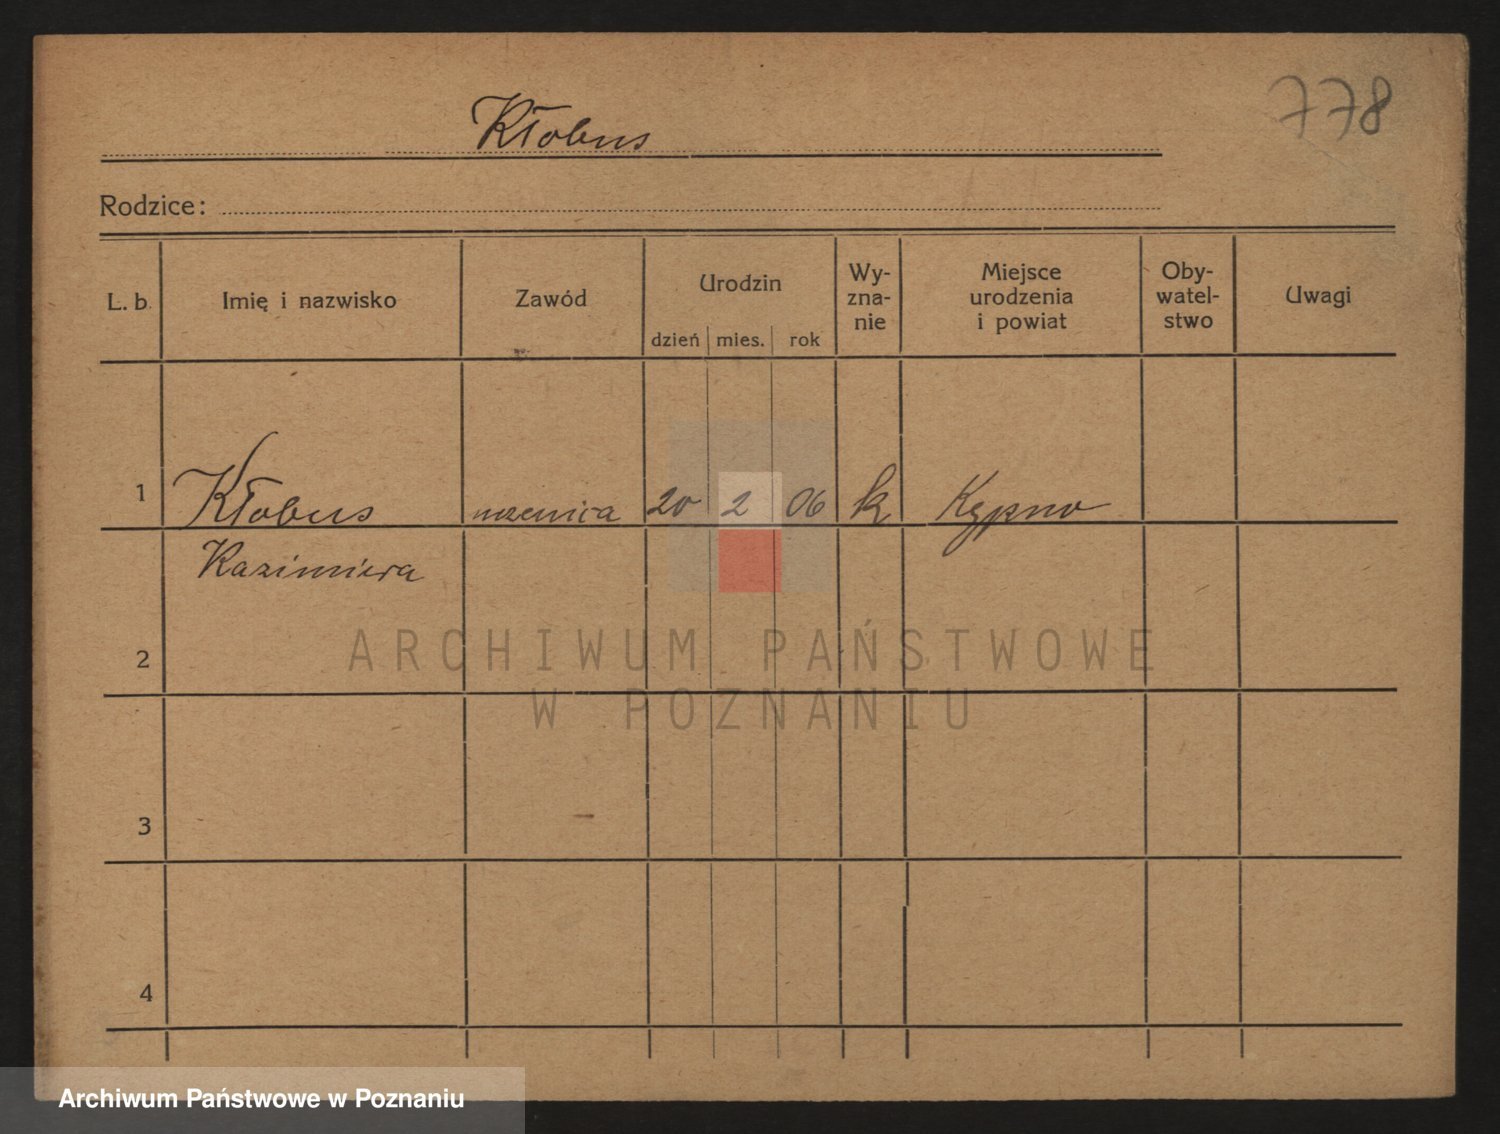 778
Kłobus
Rodzice:
L. b. Imię i nazwisko Zawód Urodzin dzień mies. rok Wy-
zna-
nie Miejsce
urodzenia
i powiat Oby-
watel-
stwo Uwagi
1 Kłobus uczenica 20 2 06 k Kępno
Kazimiera
2
3
4
ARCHIWUM PAŃSTWOWE
W POZNANIU
Archiwum Państwowe w Poznaniu